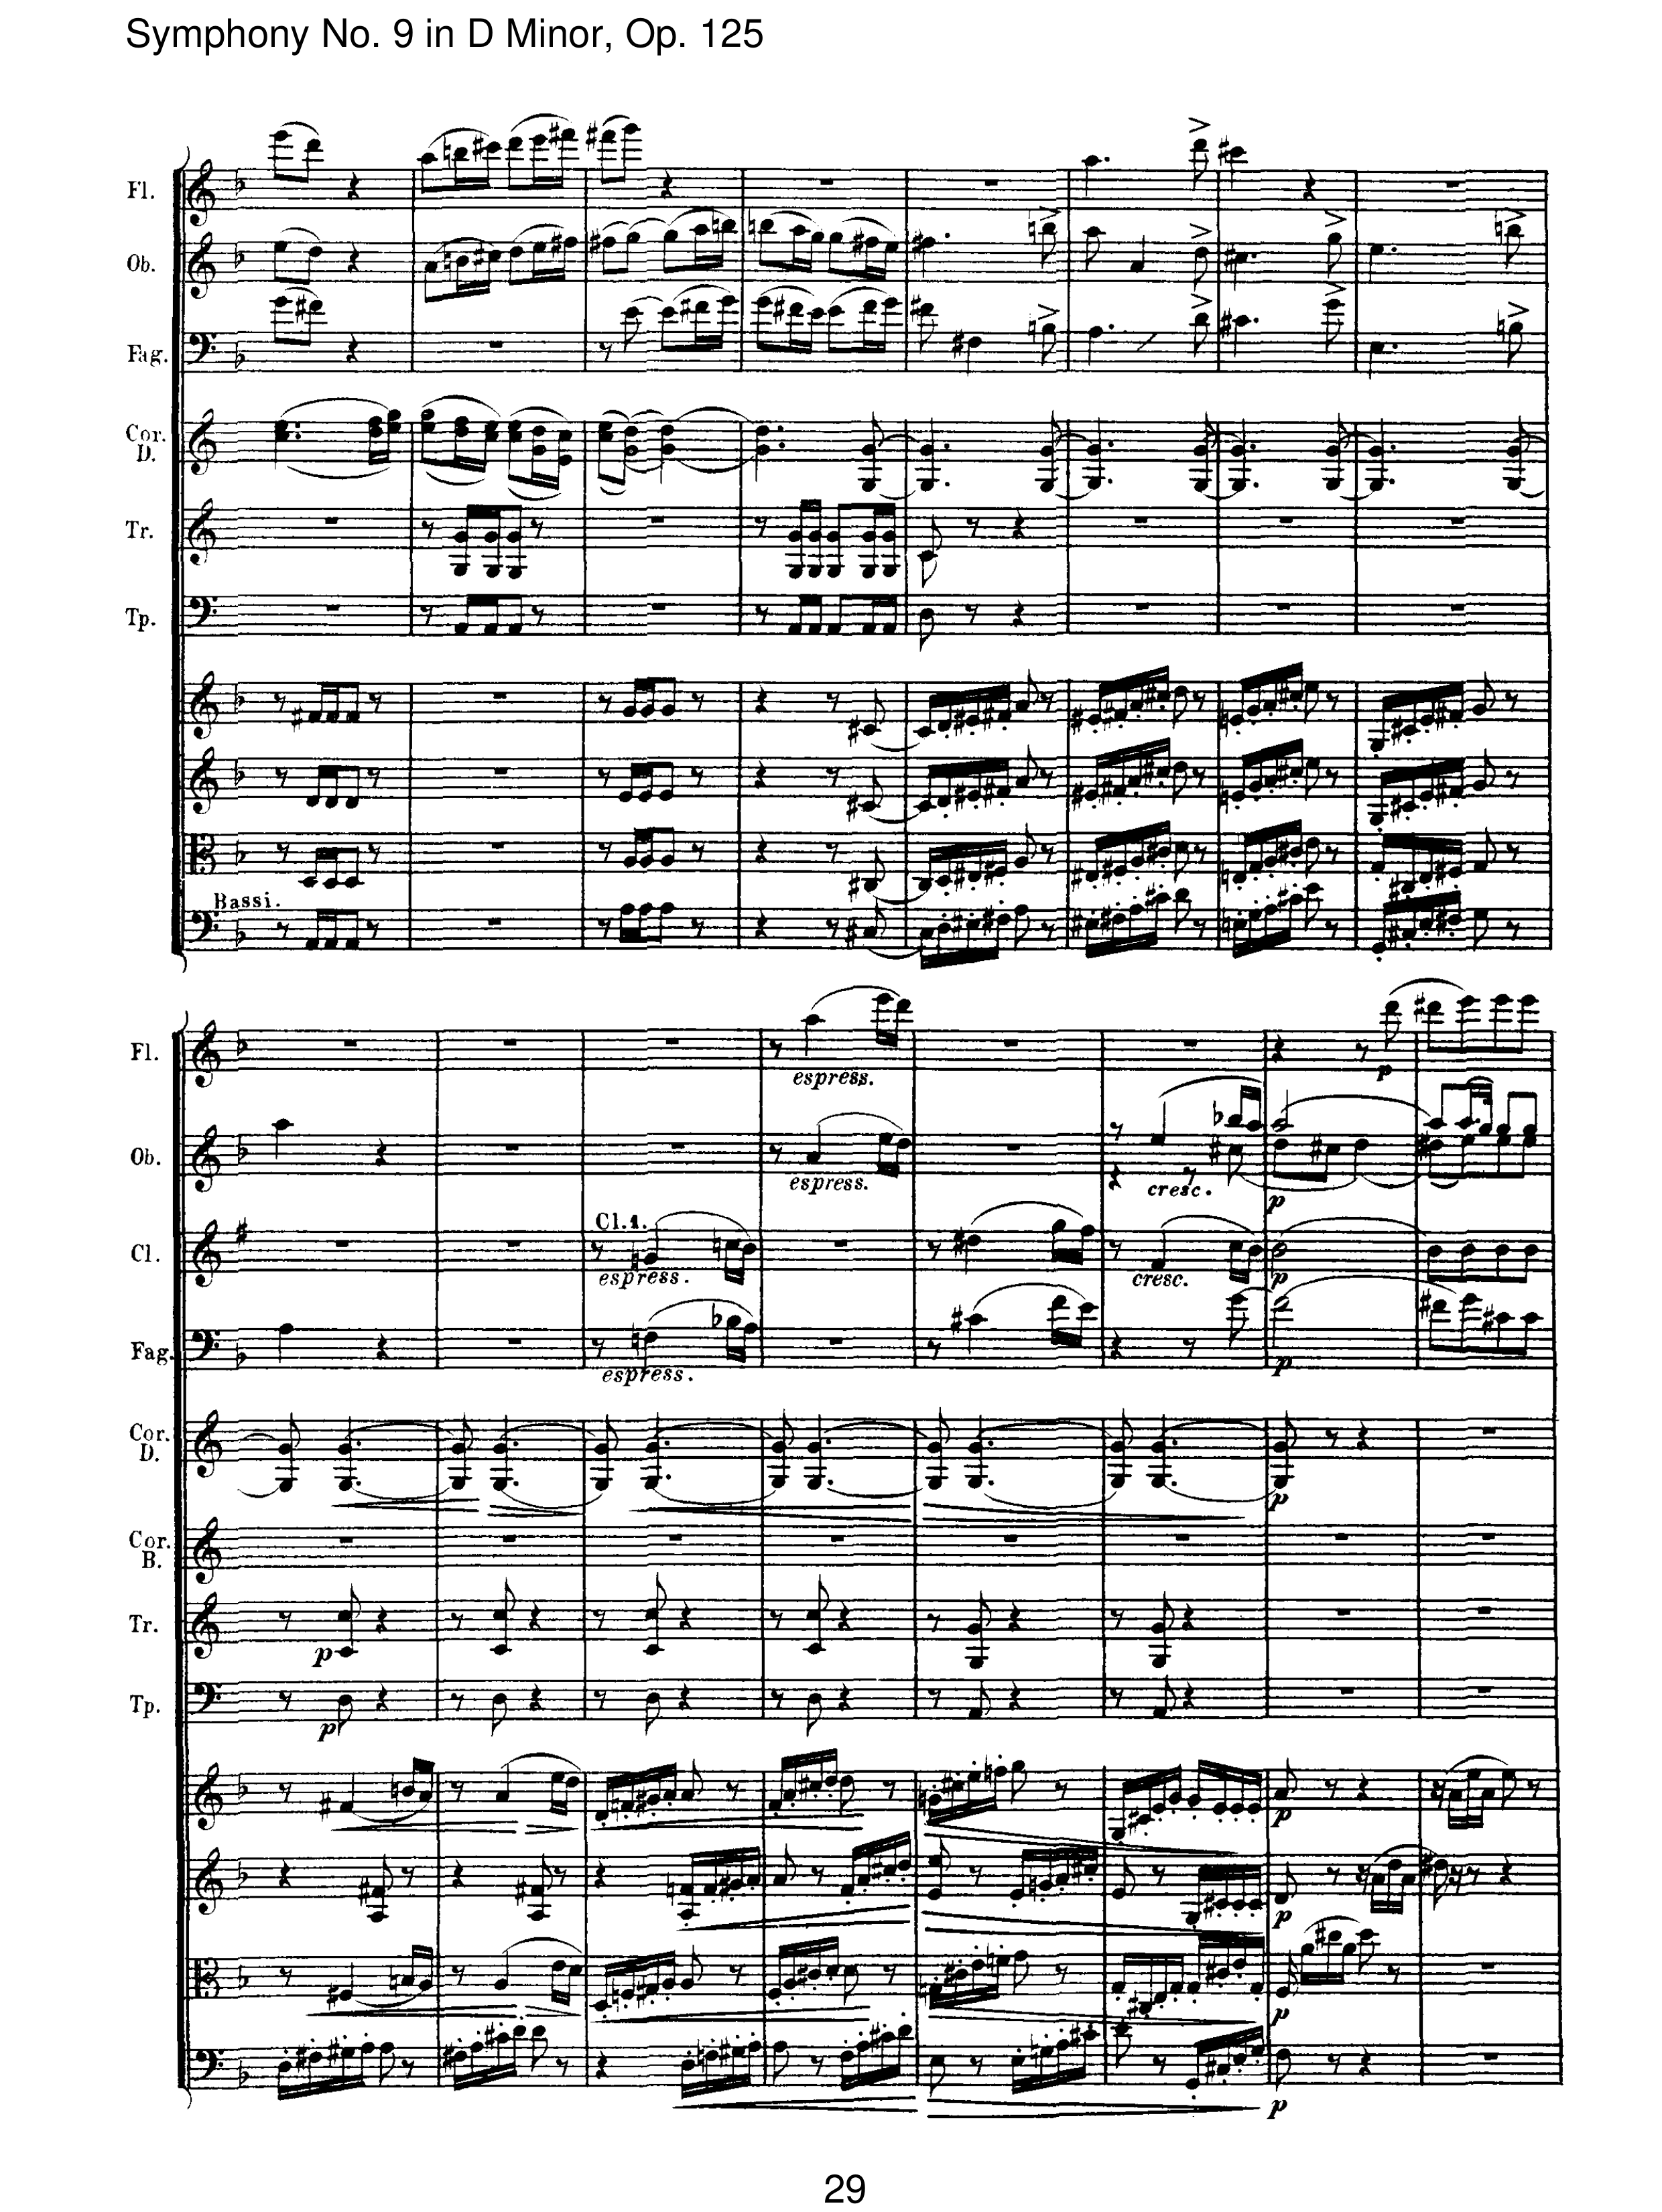 Symphony No. 9 in D Minor, Op. 125
Fl.
Ob.
Fag.
Cor.
D.
Tr.
Tp.
Bassi.
Fl.
espress.
p
Ob.
espress.
cresc.
p
Cl.1.
Cl.
espress.
cresc.
p
Fag.
espress.
p
Cor.
D.
p
Cor.
B.
Tr.
p
Tp.
p
p
p
p
p
29